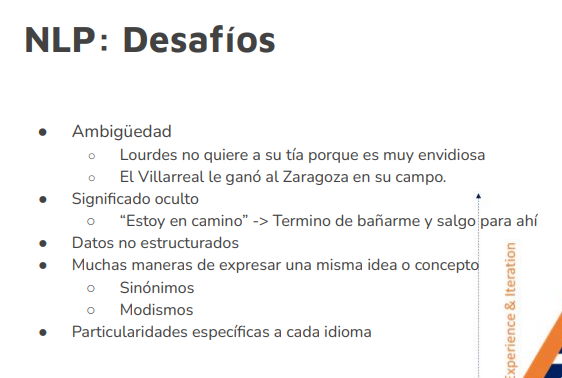 NLP: Desafíos
● Ambigüedad
○ Lourdes no quiere a su tía porque es muy envidiosa
○ El Villarreal le ganó al Zaragoza en su campo.
● Significado oculto
○ “Estoy en camino” -> Termino de bañarme y salgo para ahí
● Datos no estructurados
● Muchas maneras de expresar una misma idea o concepto
○ Sinónimos
○ Modismos
● Particularidades específicas a cada idioma
Experience & Iteration